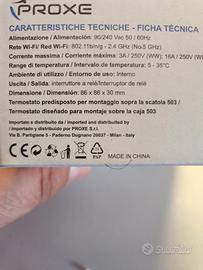 PROXE
CARATTERISTICHE TECNICHE - FICHA TÉCNICA
Alimentazione / Alimentación: 90/240 Vac 50 / 60Hz
Rete Wi-Fi/ Red Wi-Fi: 802.11b/n/g - 2.4 GHz (No.5 GHz)
Corrente massima / Corriente máxima: 3A / 250V (WW); 16A / 250V
Range di temperatura / Intervalo de temperatura: 5 - 35°C
Ambiente di utilizzo / Entorno de uso: Interno
Uscita / Salida: interruttore a relè/interruptor de relé
Dimensione / Dimensión: 86 x 86 x 30 mm
Termostato predisposto per montaggio sopra la scatola 503 /
Termostato diseñado para montaje sobre la caja 503
Importato e distribuito da / Importado y distribuido por /
Imported and distributed by PROXE S.r.l.
Via B. Partigiane 5 - Paderno Dugnano 20037 - Milan - Italy
CE
PAP
MADE IN CHINA
subito